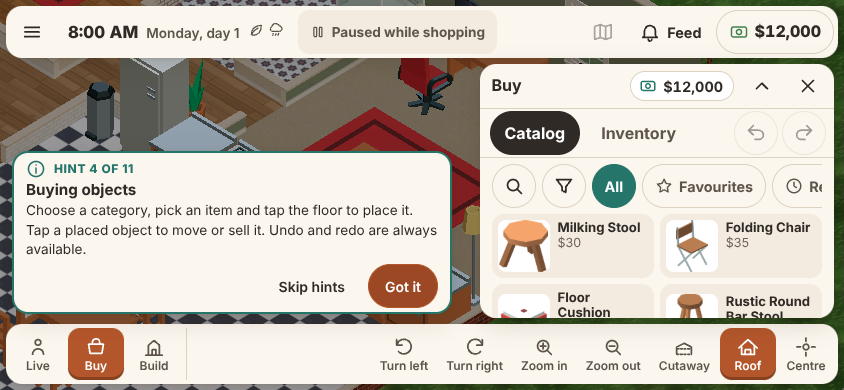 8:00 AM Monday, day 1
Paused while shopping
Feed
$12,000
Buy
$12,000
Catalog
Inventory
All
Favourites
Milking Stool
$30
Folding Chair
$35
Floor
Cushion
Rustic Round
Bar Stool
HINT 4 OF 11
Buying objects
Choose a category, pick an item and tap the floor to place it.
Tap a placed object to move or sell it. Undo and redo are always
available.
Skip hints
Got it
Live
Buy
Build
Turn left
Turn right
Zoom in
Zoom out
Cutaway
Roof
Centre